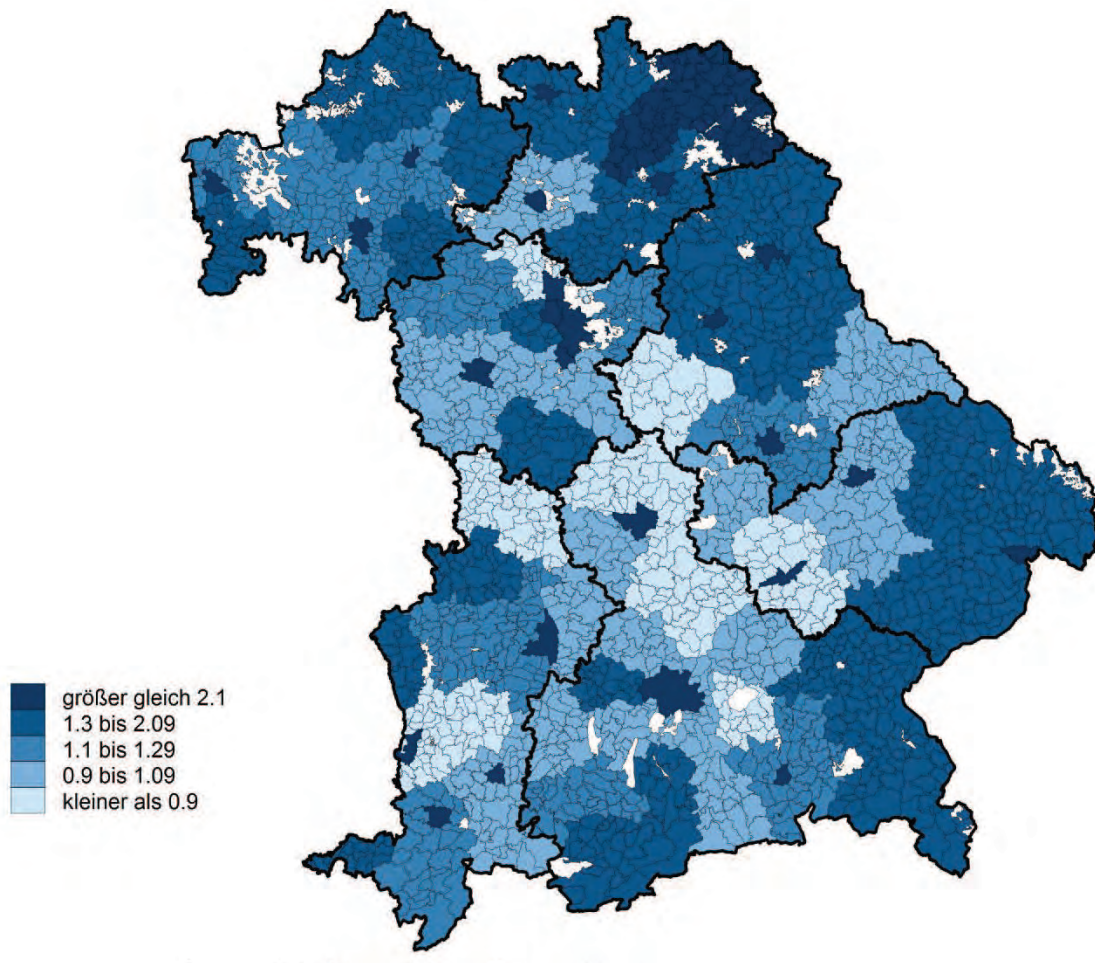 größer gleich 2.1
1.3 bis 2.09
1.1 bis 1.29
0.9 bis 1.09
kleiner als 0.9